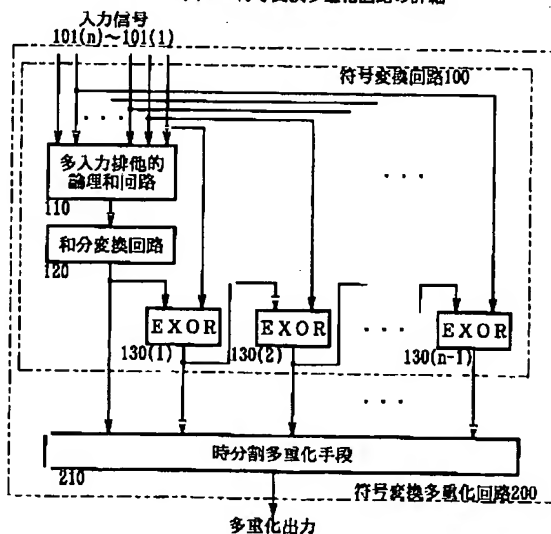 入力信号
101(n)～101(1)
符号変換回路100
・・・・
・・・
多入力排他的
論理和回路
110
和分変換回路
120
EXOR
EXOR
・・・
EXOR
130(1)
130(2)
130(n-1)
・・・
時分割多重化手段
210
符号変換多重化回路200
多重化出力